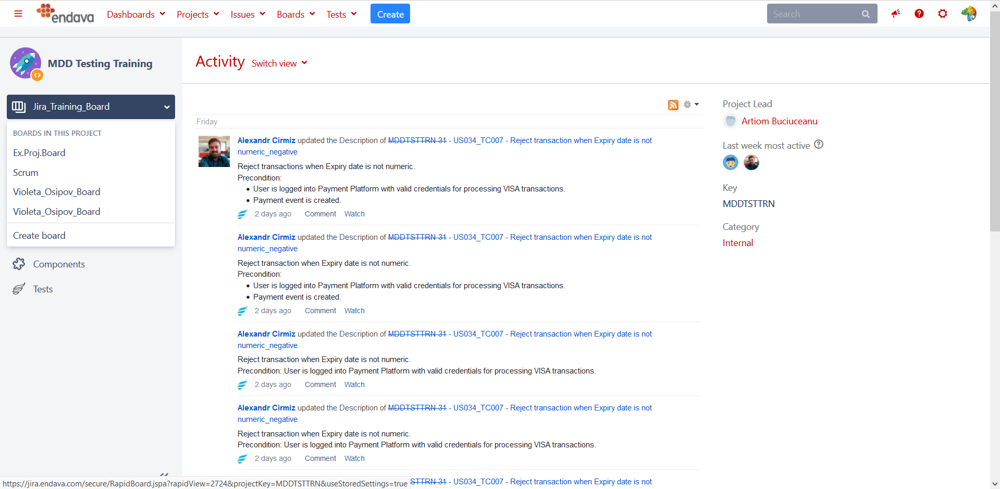 endava Dashboards Projects Issues Boards Tests Create Search
MDD Testing Training
Jira_Training_Board
BOARDS IN THIS PROJECT
Ex.Proj.Board
Scrum
Violeta_Osipov_Board
Violeta_Osipov_Board
Create board
Components
Tests
Activity Switch view
Friday
Alexandr Cirmiz updated the Description of MDDTSTTRN-31 - US034_TC007 - Reject transaction when Expiry date is not
numeric_negative
Reject transactions when Expiry date is not numeric.
Precondition:
• User is logged into Payment Platform with valid credentials for processing VISA transactions.
• Payment event is created.
2 days ago Comment Watch
Alexandr Cirmiz updated the Description of MDDTSTTRN-31 - US034_TC007 - Reject transaction when Expiry date is not
numeric_negative
Reject transaction when Expiry date is not numeric.
Precondition:
• User is logged into Payment Platform with valid credentials for processing VISA transactions.
• Payment event is created.
2 days ago Comment Watch
Alexandr Cirmiz updated the Description of MDDTSTTRN-31 - US034_TC007 - Reject transaction when Expiry date is not
numeric_negative
Reject transaction when Expiry date is not numeric.
Precondition: User is logged into Payment Platform with valid credentials for processing VISA transactions.
2 days ago Comment Watch
Alexandr Cirmiz updated the Description of MDDTSTTRN-31 - US034_TC007 - Reject transaction when Expiry date is not
numeric_negative
Reject transaction when Expiry date is not numeric.
Precondition: User is logged into Payment Platform with valid credentials for processing VISA transactions.
2 days ago Comment Watch
STTRN-31 - US034_TC007 - Reject transaction when Expiry date is not
Project Lead
Artiom Buciuceanu
Last week most active
Key
MDDTSTTRN
Category
Internal
https://jira.endava.com/secure/RapidBoard.jspa?rapidView=2724&projectKey=MDDTSTTRN&useStoredSettings=true